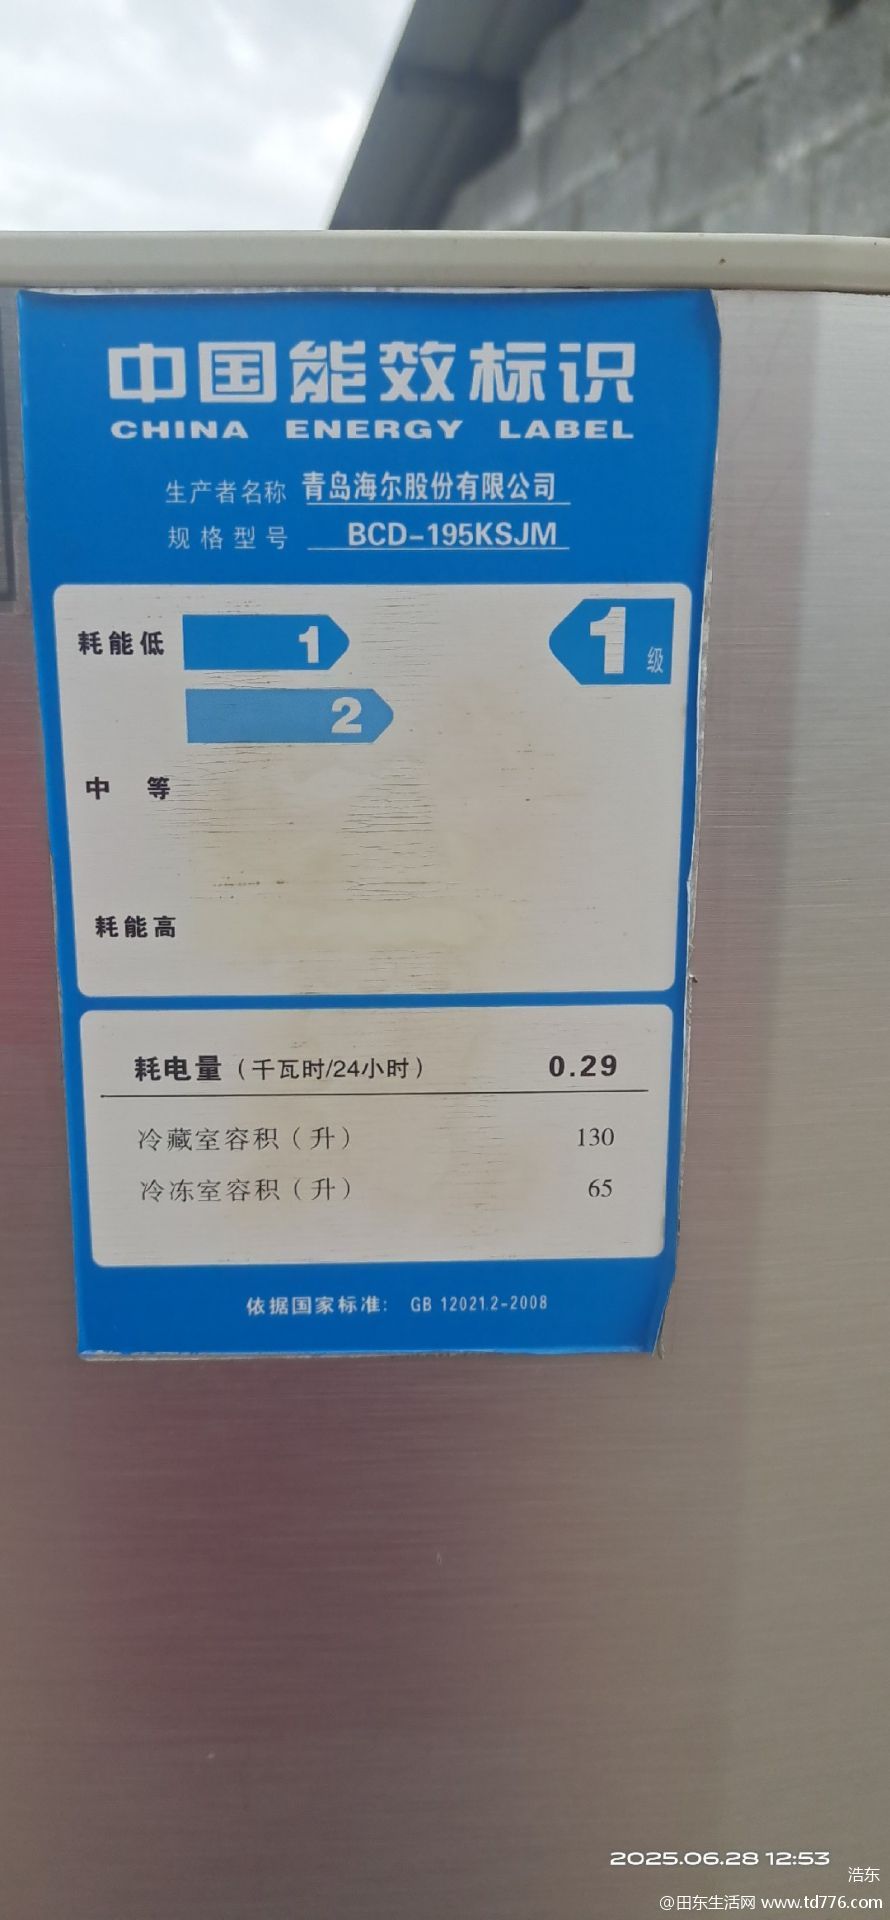 中国能效标识
CHINA ENERGY LABEL
生产者名称 青岛海尔股份有限公司
规格型号 BCD-195KSJM
耗能低 1 1级
2
中 等
耗能高
耗电量（千瓦时/24小时） 0.29
冷藏室容积（升） 130
冷冻室容积（升） 65
依据国家标准： GB 12021.2-2008
2025.06.28 12:53
浩东
@田东生活网 www.td776.com